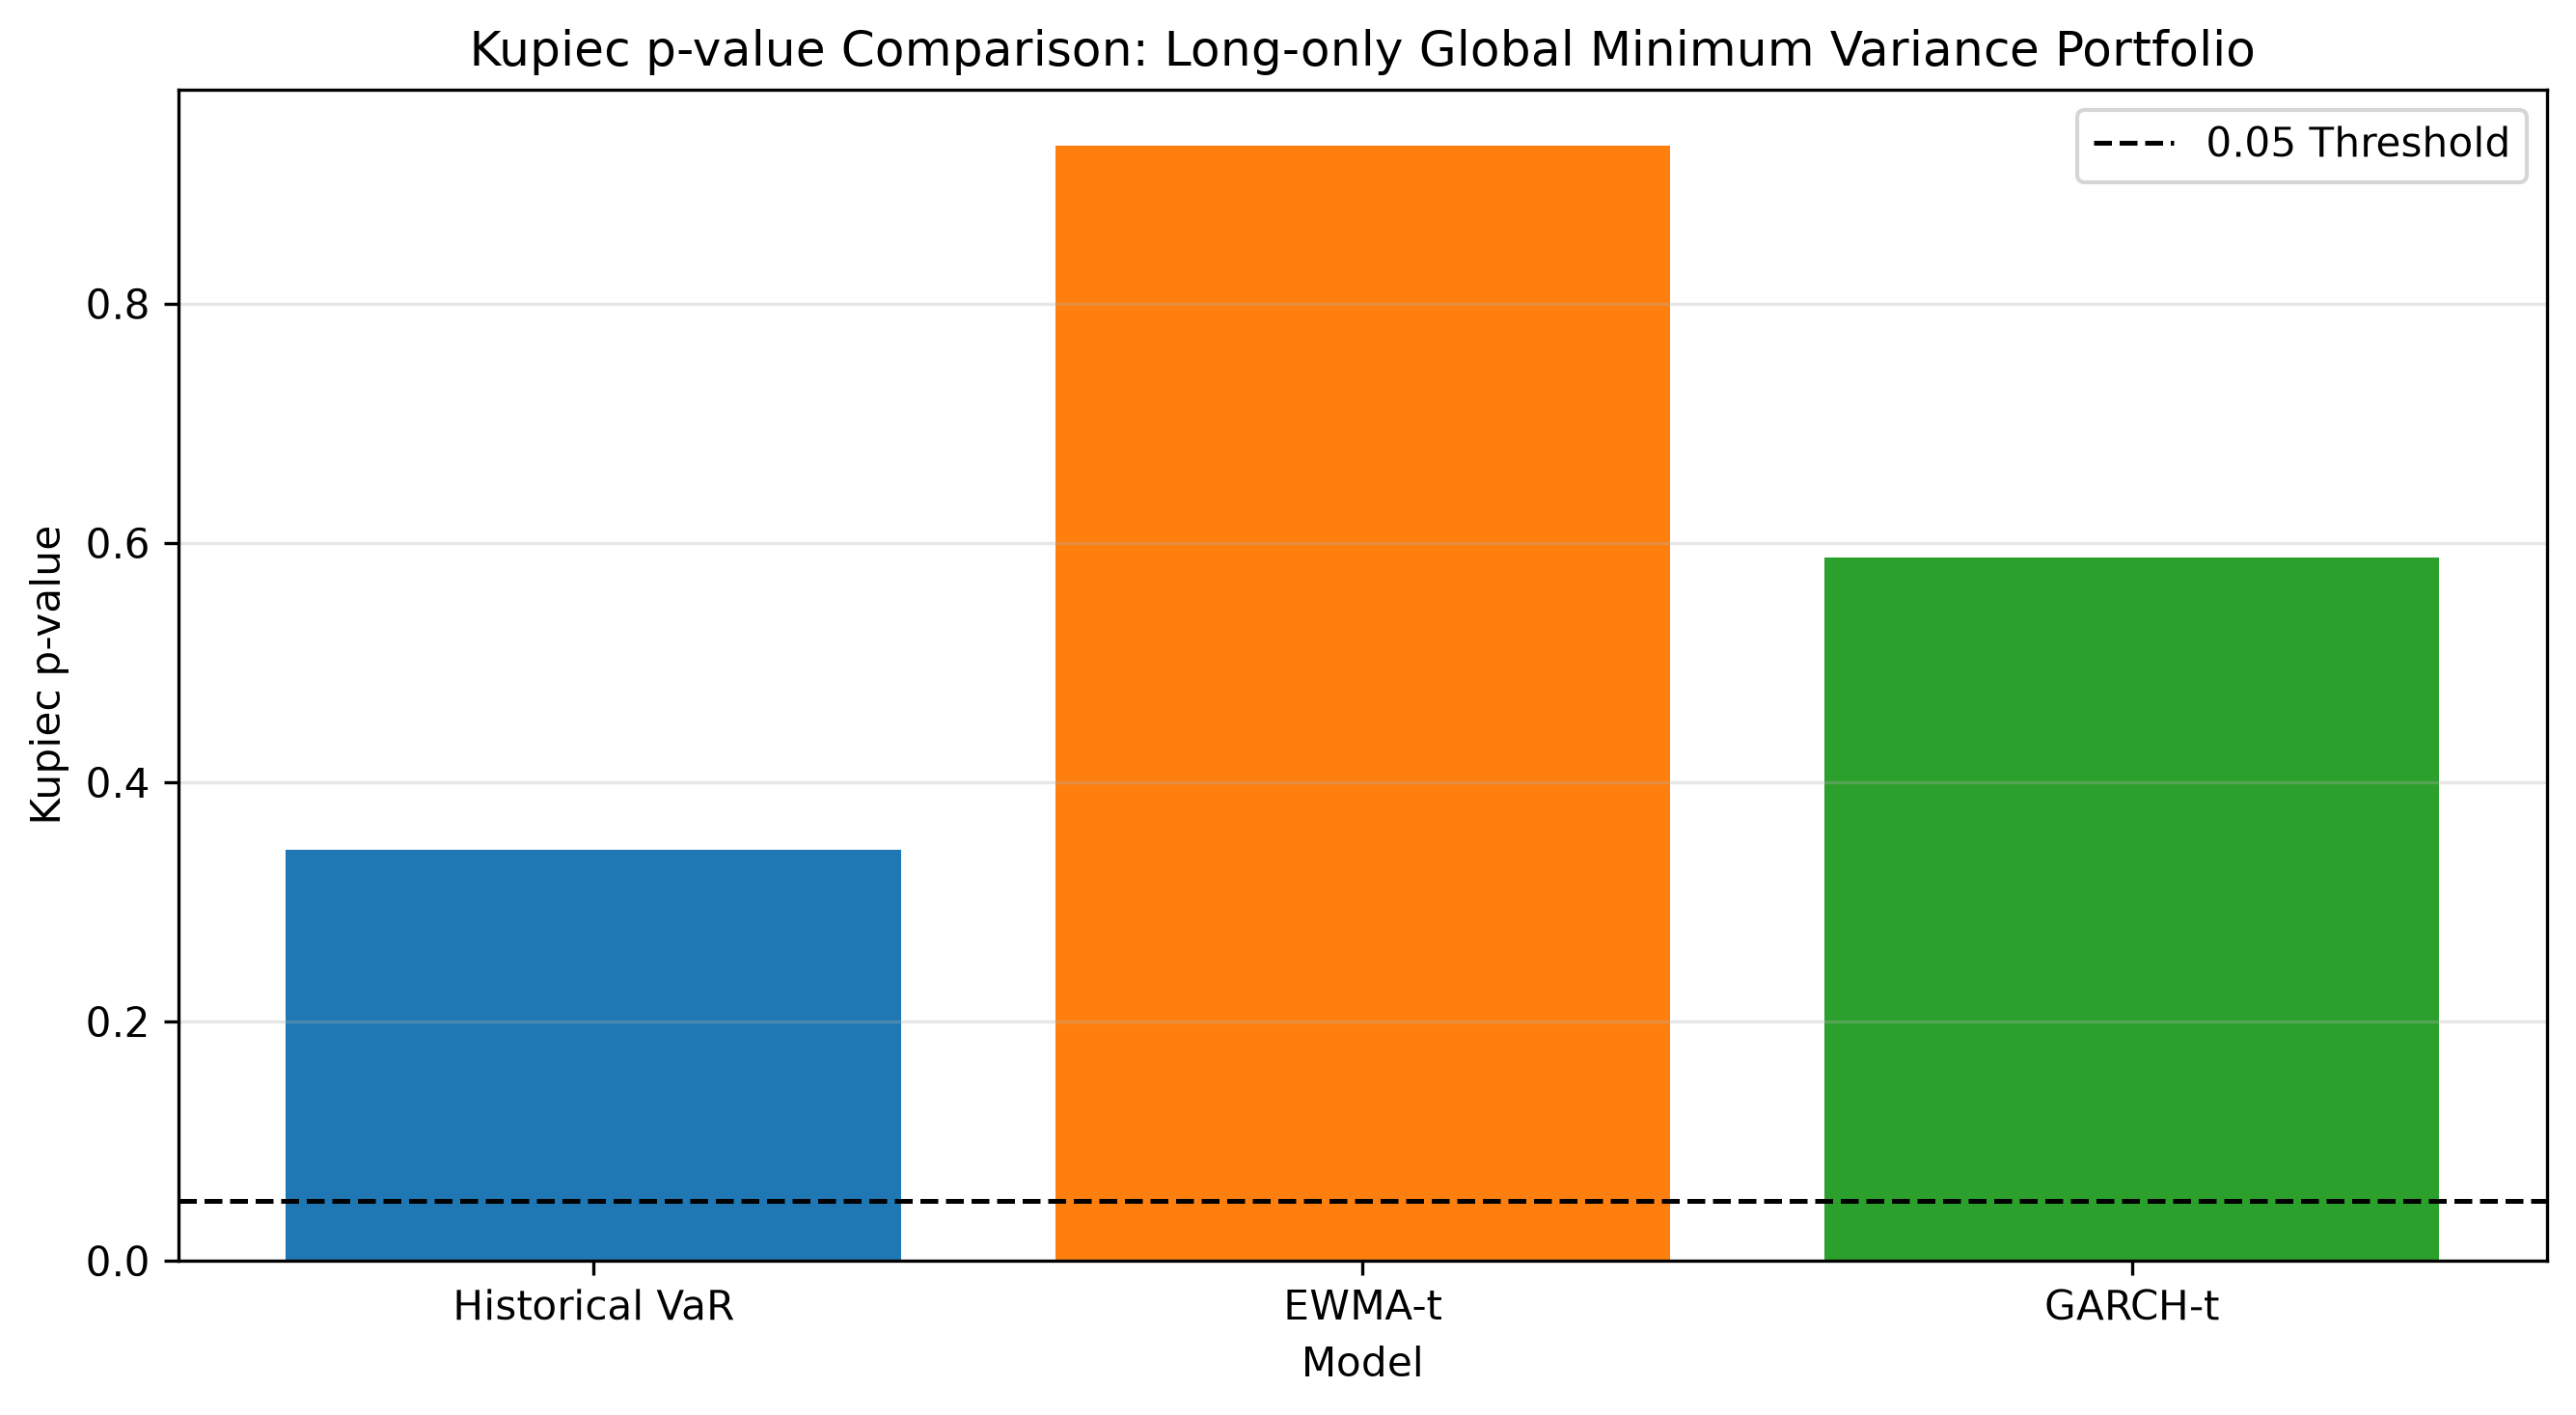 Kupiec p-value Comparison: Long-only Global Minimum Variance Portfolio
0.05 Threshold
Kupiec p-value
0.8
0.6
0.4
0.2
0.0
Historical VaR
EWMA-t
GARCH-t
Model